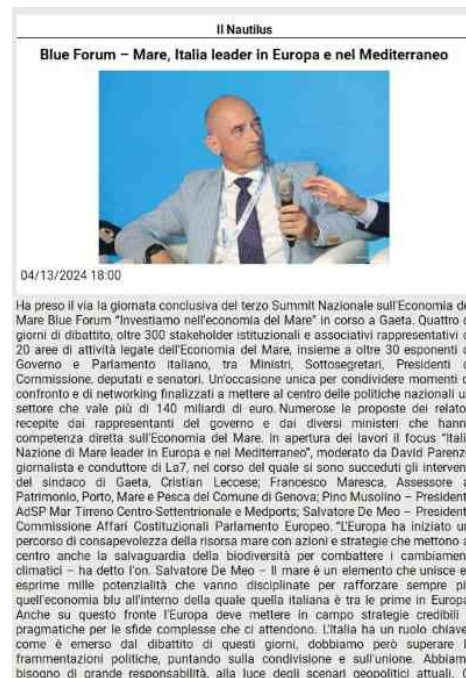 Il Nautilus
Blue Forum – Mare, Italia leader in Europa e nel Mediterraneo
04/13/2024 18:00
Ha preso il via la giornata conclusiva del terzo Summit Nazionale sull'Economia de
Mare Blue Forum "Investiamo nell'economia del Mare" in corso a Gaeta. Quattro
giorni di dibattito, oltre 300 stakeholder istituzionali e associativi rappresentativi
20 aree di attività legate dell'Economia del Mare, insieme a oltre 30 esponenti
Governo e Parlamento italiano, tra Ministri, Sottosegretari, Presidenti
Commissione, deputati e senatori. Un'occasione unica per condividere momenti
confronto e di networking finalizzati a mettere al centro delle politiche nazionali u
settore che vale più di 140 miliardi di euro. Numerose le proposte dei relato
recepite dai rappresentanti del governo e dai diversi ministeri che hann
competenza diretta sull'Economia del Mare. In apertura dei lavori il focus "Itali
Nazione di Mare leader in Europa e nel Mediterraneo", moderato da David Parenz
giornalista e conduttore di La7, nel corso del quale si sono succeduti gli interven
del sindaco di Gaeta, Cristian Leccese; Francesco Maresca, Assessore a
Patrimonio, Porto, Mare e Pesca del Comune di Genova; Pino Musolino – President
AdSP Mar Tirreno Centro-Settentrionale e Medports; Salvatore De Meo – President
Commissione Affari Costituzionali Parlamento Europeo. "L'Europa ha iniziato un
percorso di consapevolezza della risorsa mare con azioni e strategie che mettono a
centro anche la salvaguardia della biodiversità per combattere i cambiamen
climatici – ha detto l'on. Salvatore De Meo – Il mare è un elemento che unisce e
esprime mille potenzialità che vanno disciplinate per rafforzare sempre pi
quell'economia blu all'interno della quale quella italiana è tra le prime in Europa
Anche su questo fronte l'Europa deve mettere in campo strategie credibili
pragmatiche per le sfide complesse che ci attendono. L'Italia ha un ruolo chiave
come è emerso dal dibattito di questi giorni, dobbiamo però superare l
frammentazioni politiche, puntando sulla condivisione e sull'unione. Abbiam
bisogno di grande responsabilità, alla luce degli scenari geopolitici attuali.